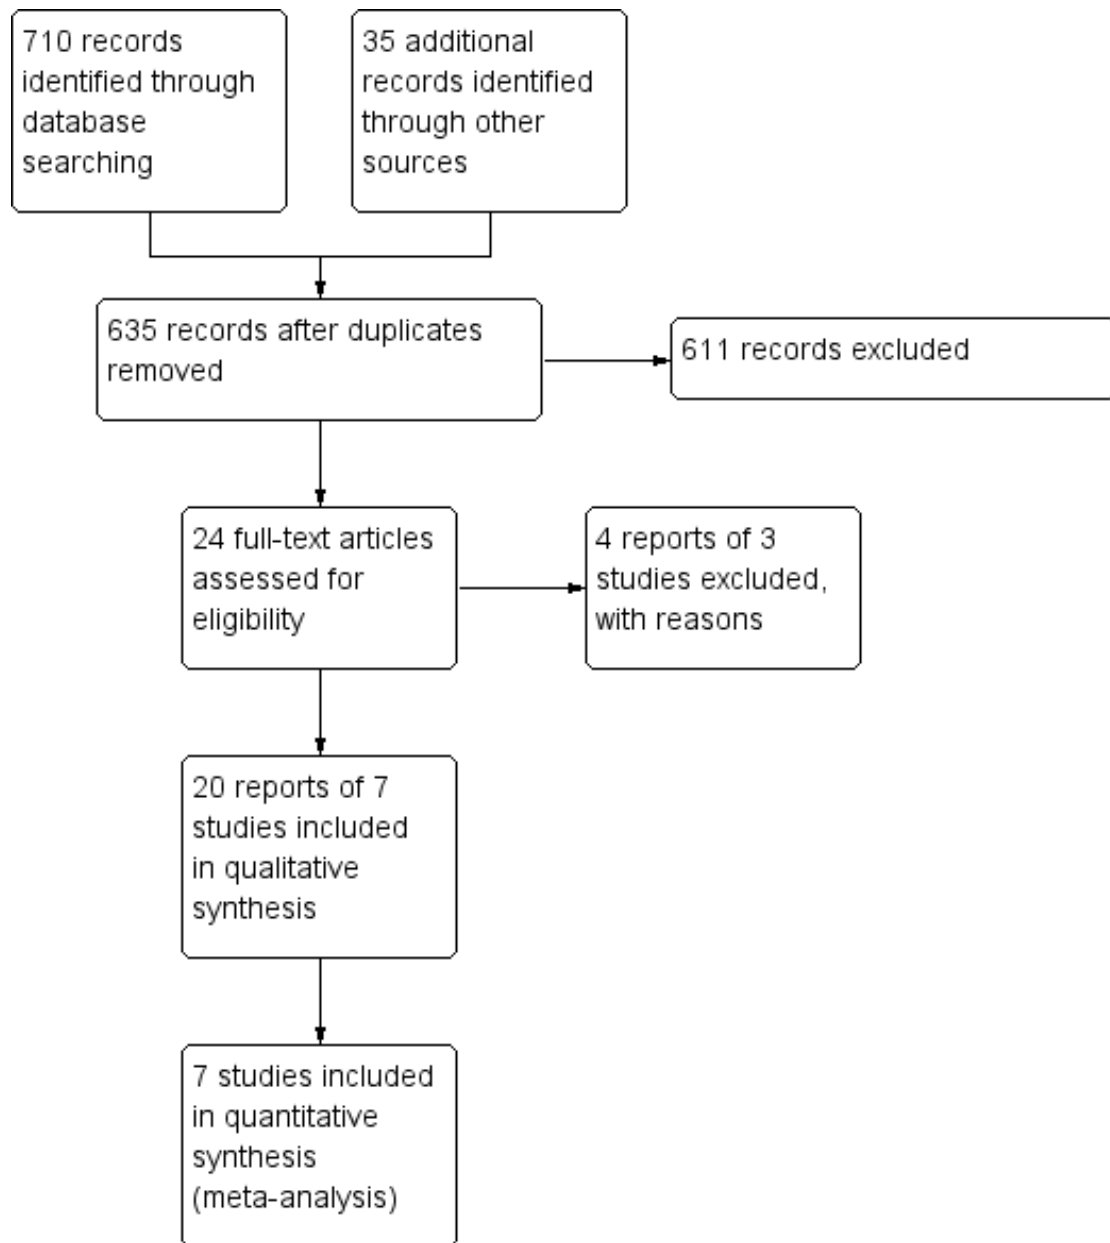 710 records
identified through
database
searching
35 additional
records identified
through other
sources
635 records after duplicates
removed
611 records excluded
24 full-text articles
assessed for
eligibility
4 reports of 3
studies excluded,
with reasons
20 reports of 7
studies included
in qualitative
synthesis
7 studies included
in quantitative
synthesis
(meta-analysis)